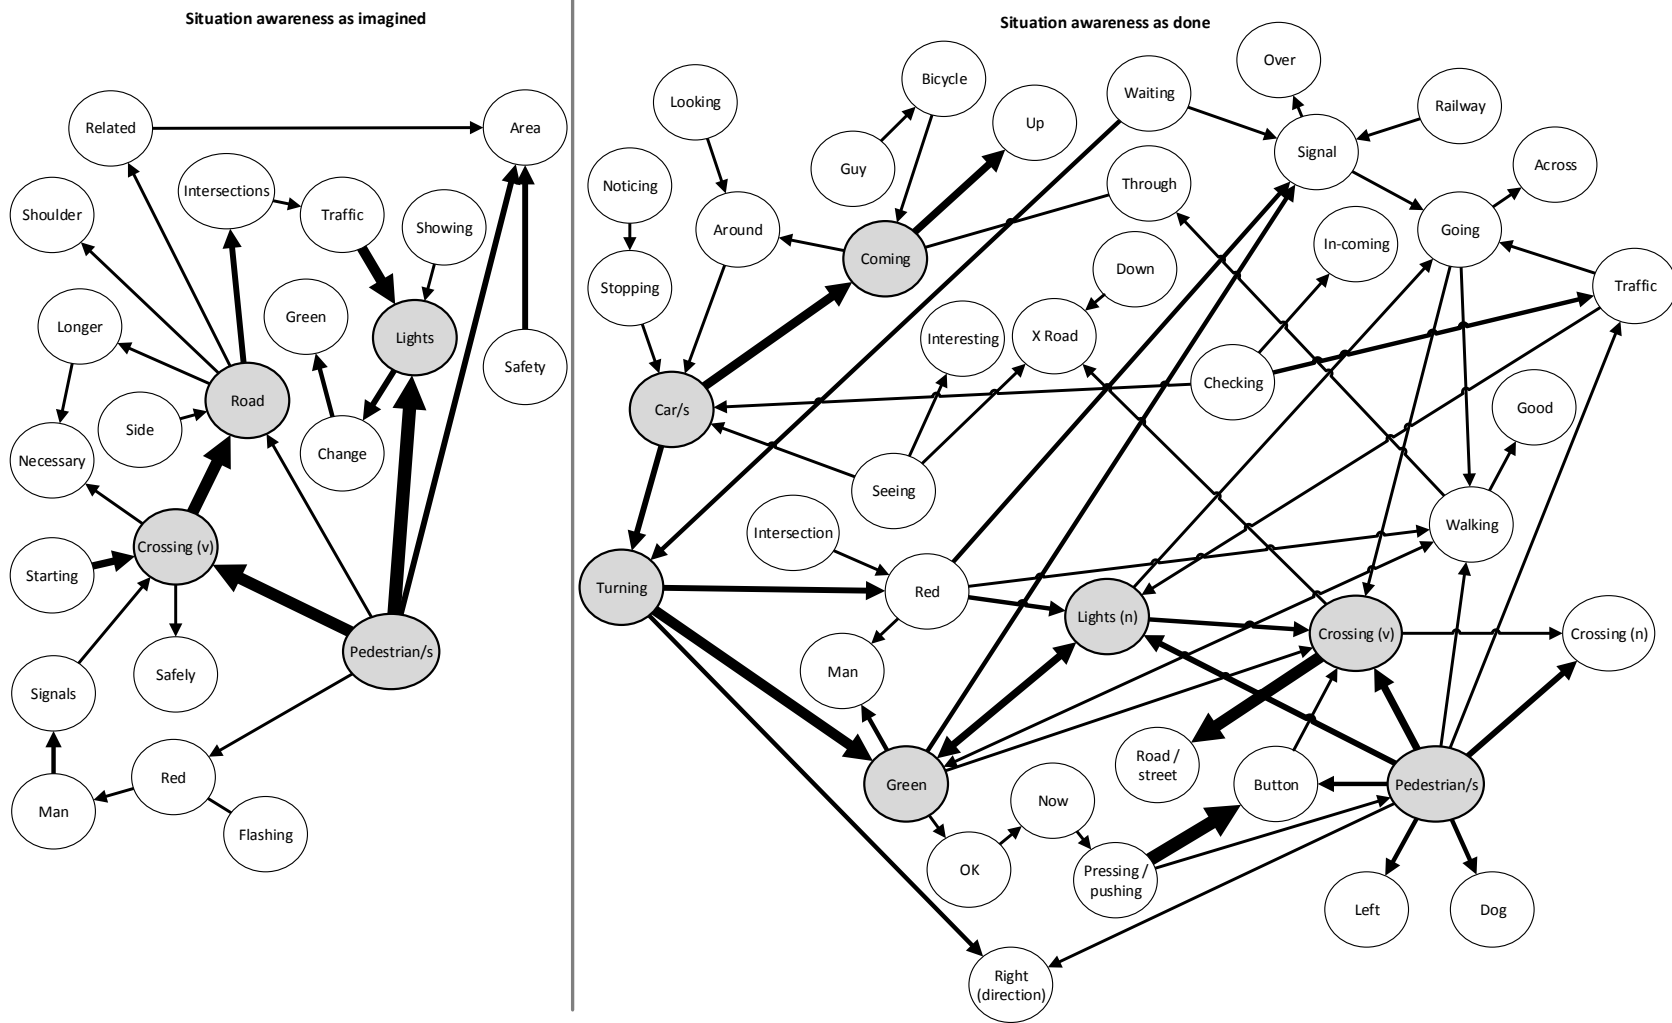 Situation awareness as imagined
Related
Area
Intersections
Shoulder
Traffic
Showing
Longer
Green
Lights
Safety
Road
Side
Change
Necessary
Crossing (v)
Starting
Pedestrian/s
Safely
Signals
Red
Man
Flashing
Situation awareness as done
Over
Bicycle
Waiting
Looking
Railway
Up
Signal
Guy
Across
Noticing
Through
Around
Going
In-coming
Coming
Down
Stopping
Traffic
Interesting
X Road
Checking
Car/s
Good
Seeing
Walking
Intersection
Turning
Red
Lights (n)
Crossing (v)
Crossing (n)
Man
Road /
street
Green
Button
Pedestrian/s
Now
OK
Pressing /
pushing
Left
Dog
Right
(direction)